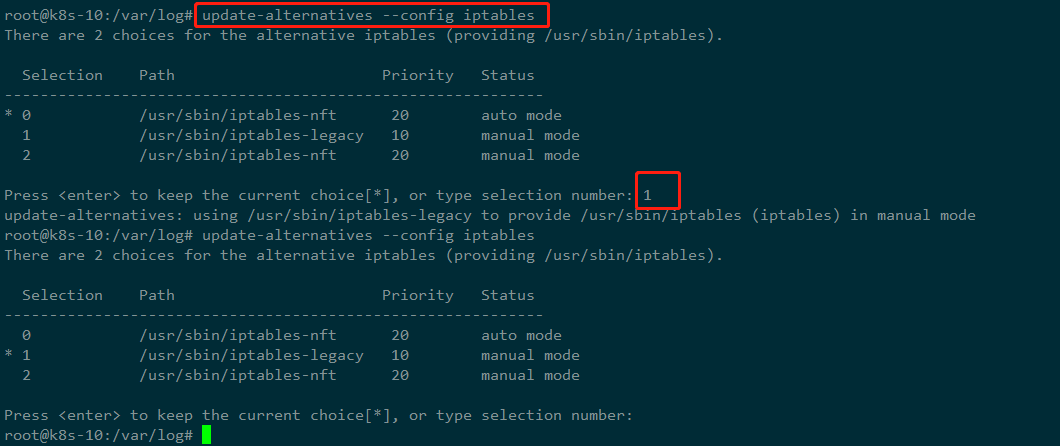 root@k8s-10:/var/log# update-alternatives --config iptables
There are 2 choices for the alternative iptables (providing /usr/sbin/iptables).
  Selection    Path                       Priority   Status
------------------------------------------------------------
* 0            /usr/sbin/iptables-nft      20        auto mode
  1            /usr/sbin/iptables-legacy   10        manual mode
  2            /usr/sbin/iptables-nft      20        manual mode
Press <enter> to keep the current choice[*], or type selection number: 1
update-alternatives: using /usr/sbin/iptables-legacy to provide /usr/sbin/iptables (iptables) in manual mode
root@k8s-10:/var/log# update-alternatives --config iptables
There are 2 choices for the alternative iptables (providing /usr/sbin/iptables).
  Selection    Path                       Priority   Status
------------------------------------------------------------
  0            /usr/sbin/iptables-nft      20        auto mode
* 1            /usr/sbin/iptables-legacy   10        manual mode
  2            /usr/sbin/iptables-nft      20        manual mode
Press <enter> to keep the current choice[*], or type selection number:
root@k8s-10:/var/log#